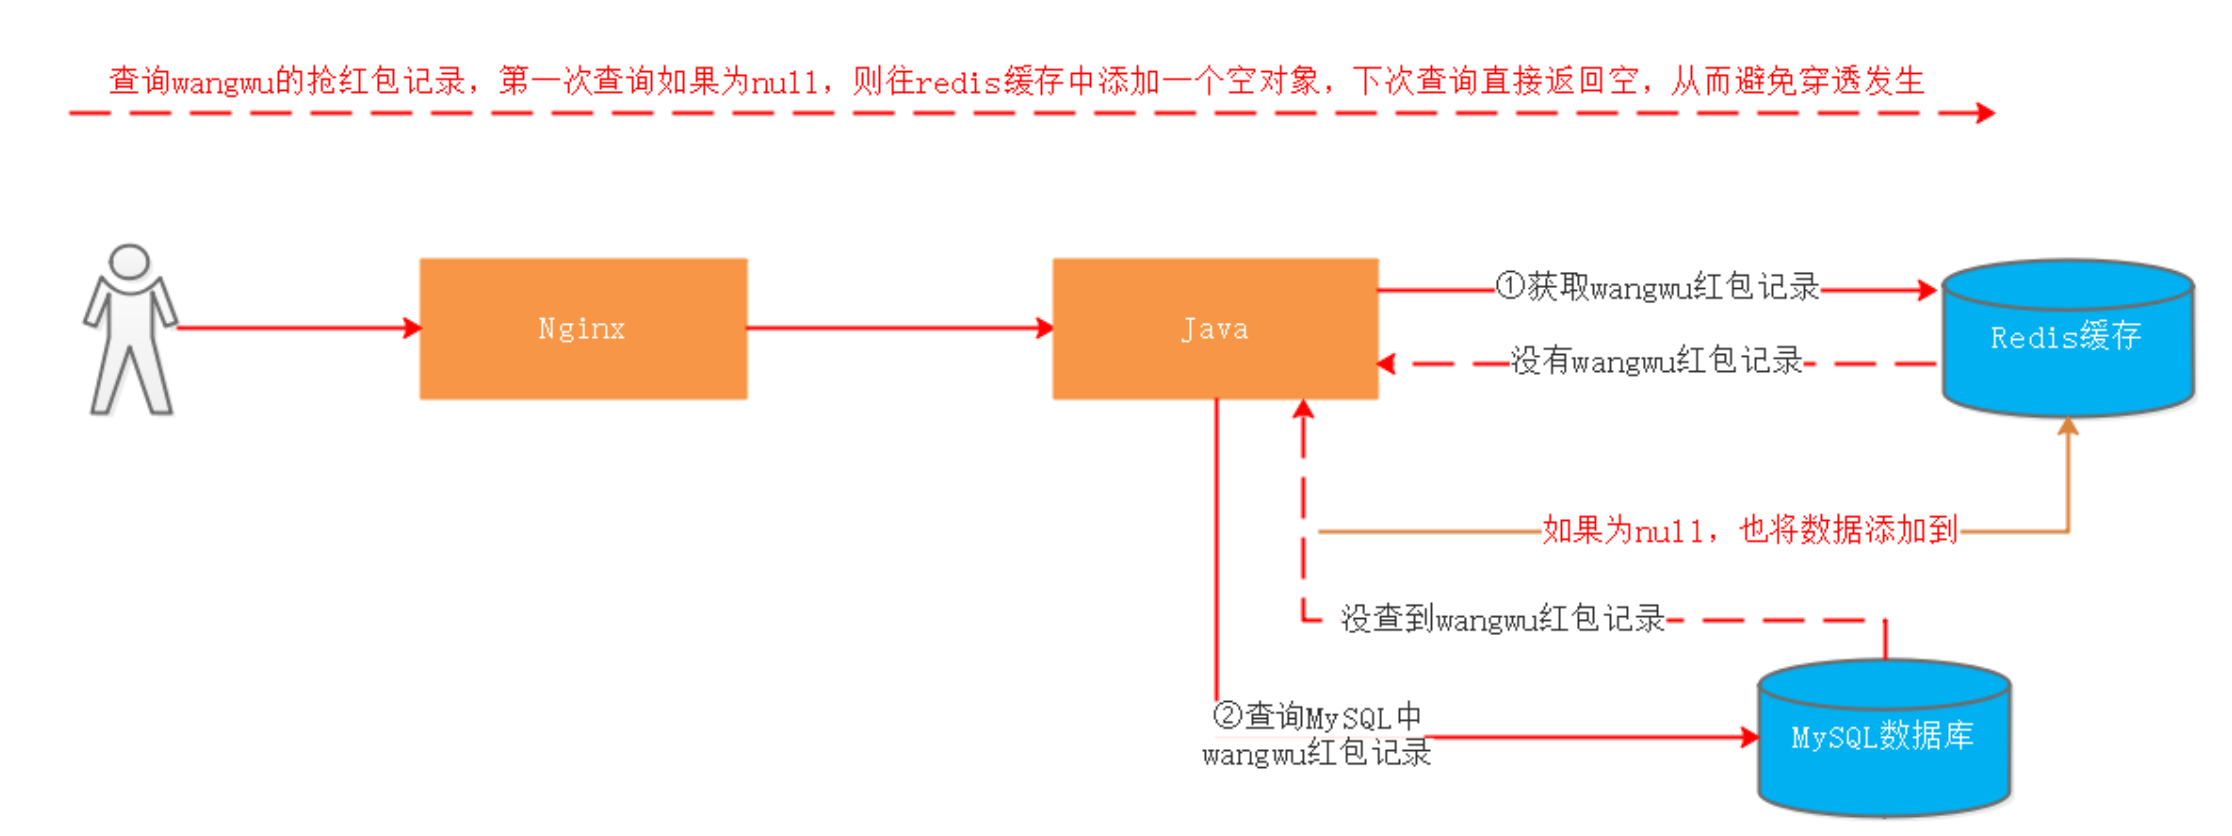 查询wangwu的抢红包记录，第一次查询如果为null，则往redis缓存中添加一个空对象，下次查询直接返回空，从而避免穿透发生
①获取wangwu红包记录
Nginx
Java
Redis缓存
没有wangwu红包记录
如果为null，也将数据添加到
没查到wangwu红包记录
②查询MySQL中
wangwu红包记录
MySQL数据库